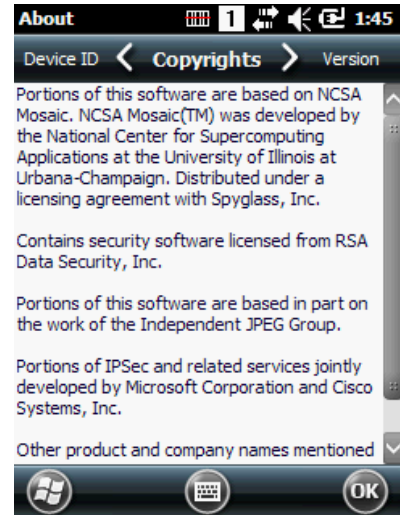 About 1 1:45
Device ID Copyrights Version
Portions of this software are based on NCSA
Mosaic. NCSA Mosaic(TM) was developed by
the National Center for Supercomputing
Applications at the University of Illinois at
Urbana-Champaign. Distributed under a
licensing agreement with Spyglass, Inc.
Contains security software licensed from RSA
Data Security, Inc.
Portions of this software are based in part on
the work of the Independent JPEG Group.
Portions of IPSec and related services jointly
developed by Microsoft Corporation and Cisco
Systems, Inc.
Other product and company names mentioned
OK